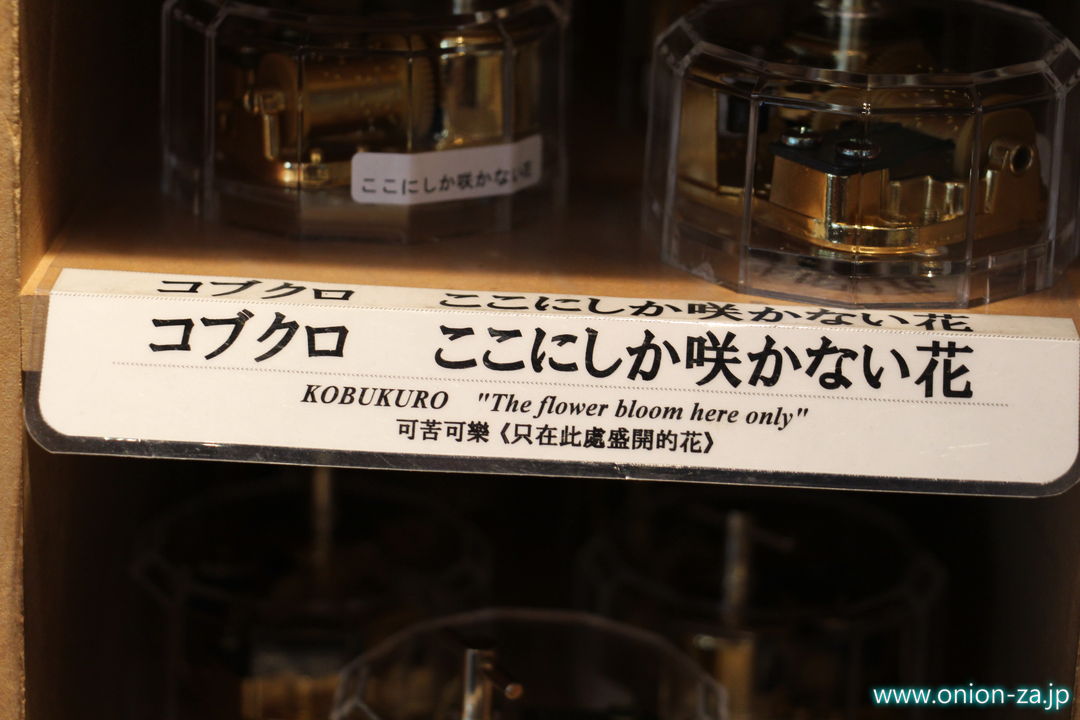 ここにしか咲かない花
コブクロ　ここにしか咲かない花
コブクロ　ここにしか咲かない花
KOBUKURO　"The flower bloom here only"
可苦可樂《只在此處盛開的花》
www.onion-za.jp